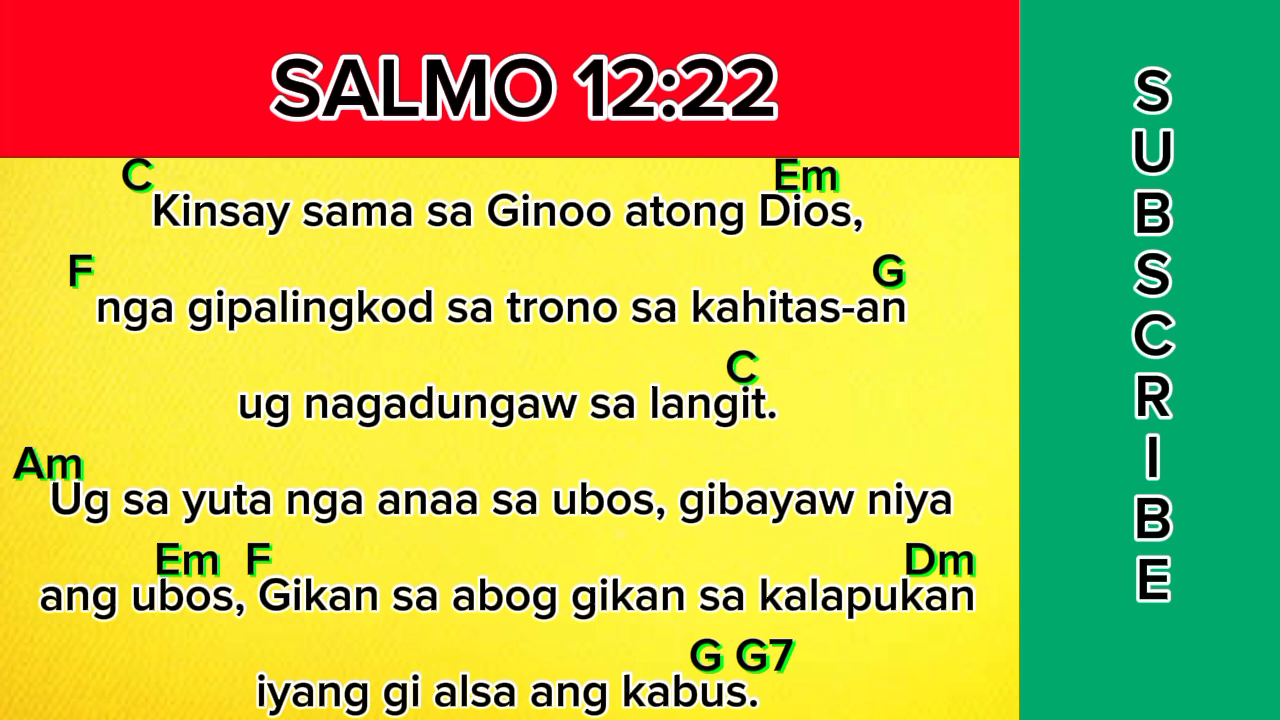 SALMO 12:22
C Em
Kinsay sama sa Ginoo atong Dios,
F G
nga gipalingkod sa trono sa kahitas-an
C
ug nagadungaw sa langit.
Am
Ug sa yuta nga anaa sa ubos, gibayaw niya
Em F Dm
ang ubos, Gikan sa abog gikan sa kalapukan
G G7
iyang gi alsa ang kabus.
SUBSCRIBE